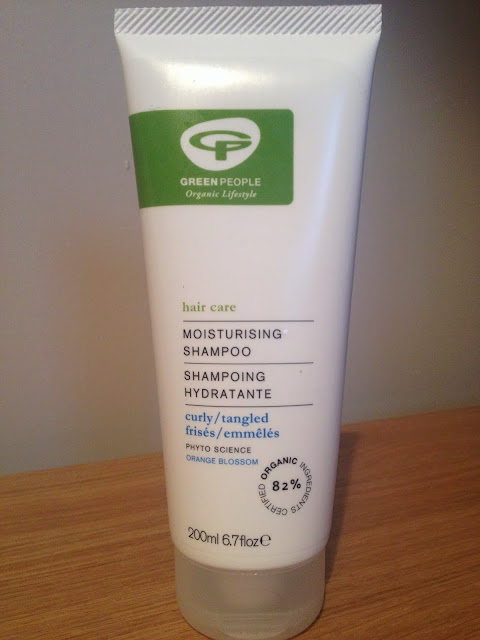 GREEN PEOPLE
Organic Lifestyle
hair care
MOISTURISING
SHAMPOO
SHAMPOING
HYDRATANTE
curly/tangled
frisés/emmêlés
PHYTO SCIENCE
ORANGE BLOSSOM
CERTIFIED ORGANIC INGREDIENTS
82%
200ml 6.7floz℮